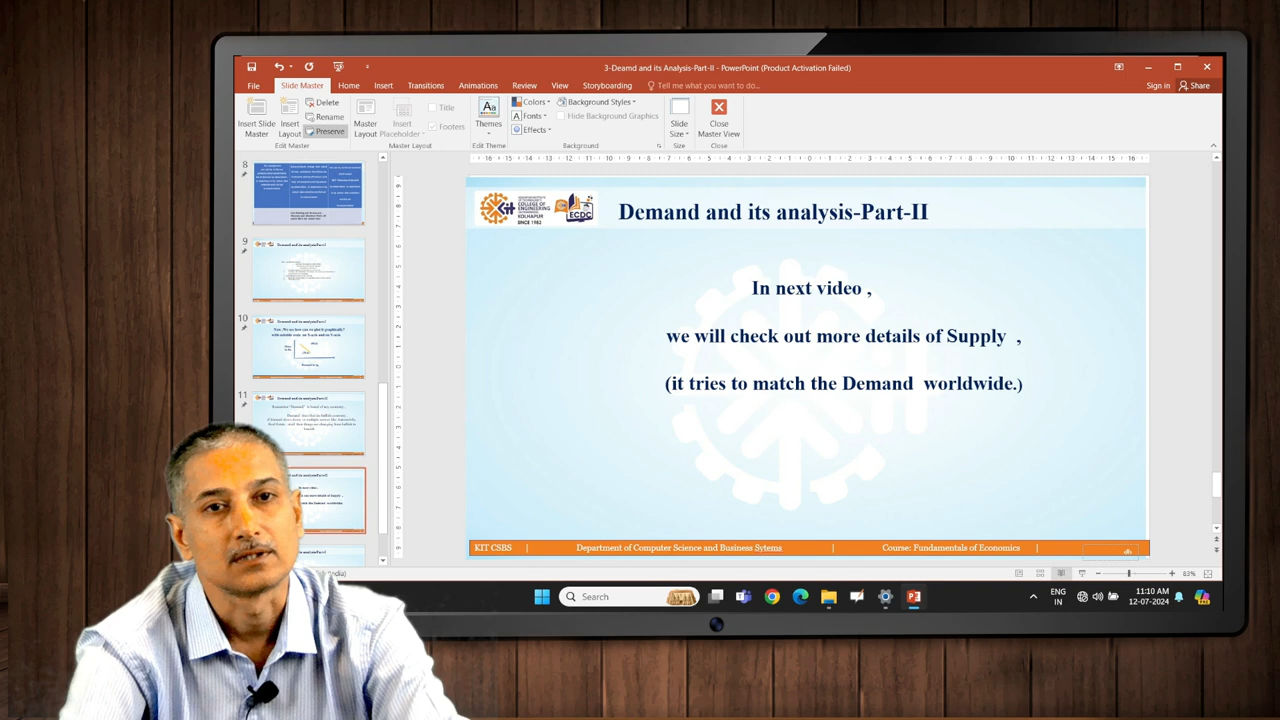 3-Deamd and its Analysis-Part-II - PowerPoint (Product Activation Failed)
File Slide Master Home Insert Transitions Animations Review View Storyboarding Tell me what you want to do... Sign in Share
Insert Slide Master
Insert Layout
Delete
Rename
Preserve
Edit Master
Master Layout
Insert Placeholder
Title
Footers
Master Layout
Themes
Edit Theme
Colors
Fonts
Effects
Background Styles
Hide Background Graphics
Background
Slide Size
Size
Close Master View
Close
8
9
10
11
KIT
COLLEGE OF ENGINEERING
KOLHAPUR
SINCE 1983
ECDC
Demand and its analysis-Part-II
In next video ,
we will check out more details of Supply ,
(it tries to match the Demand worldwide.)
KIT CSBS | Department of Computer Science and Business Sytems | Course: Fundamentals of Economics |
83%
Search
ENG
IN
11:10 AM
12-07-2024